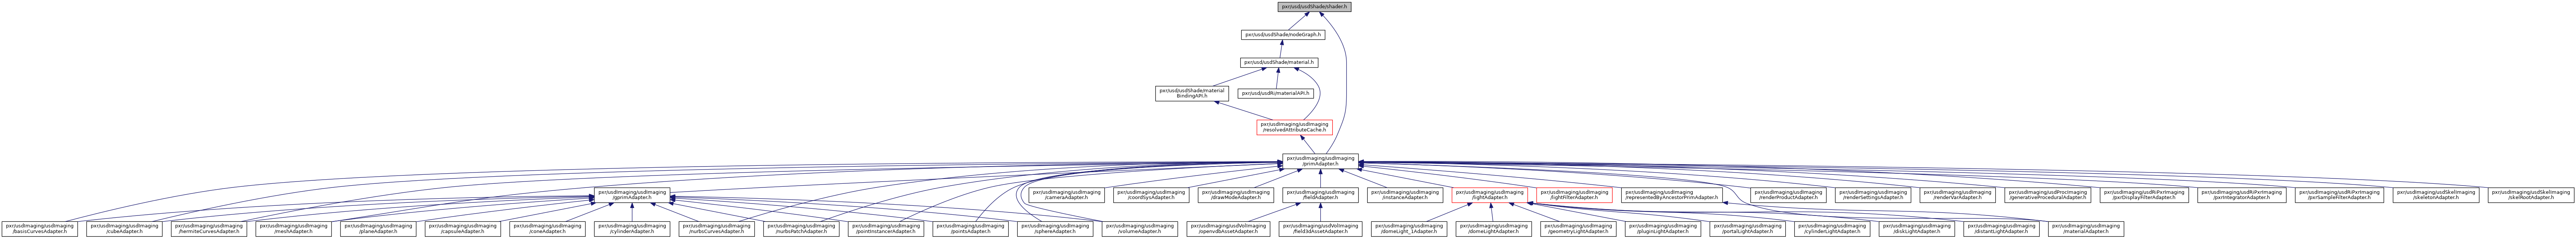 pxr/usd/usdShade/shader.h
pxr/usd/usdShade/nodeGraph.h
pxr/usd/usdShade/material.h
pxr/usd/usdShade/material
BindingAPI.h
pxr/usd/usdRi/materialAPI.h
pxr/usdImaging/usdImaging
/resolvedAttributeCache.h
pxr/usdImaging/usdImaging
/primAdapter.h
pxr/usdImaging/usdImaging
/gprimAdapter.h
pxr/usdImaging/usdImaging
/cameraAdapter.h
pxr/usdImaging/usdImaging
/coordSysAdapter.h
pxr/usdImaging/usdImaging
/drawModeAdapter.h
pxr/usdImaging/usdImaging
/fieldAdapter.h
pxr/usdImaging/usdImaging
/instanceAdapter.h
pxr/usdImaging/usdImaging
/lightAdapter.h
pxr/usdImaging/usdImaging
/lightFilterAdapter.h
pxr/usdImaging/usdImaging
/representedByAncestorPrimAdapter.h
pxr/usdImaging/usdImaging
/renderProductAdapter.h
pxr/usdImaging/usdImaging
/renderSettingsAdapter.h
pxr/usdImaging/usdImaging
/renderVarAdapter.h
pxr/usdImaging/usdProcImaging
/generativeProceduralAdapter.h
pxr/usdImaging/usdRiPxrImaging
/pxrDisplayFilterAdapter.h
pxr/usdImaging/usdRiPxrImaging
/pxrIntegratorAdapter.h
pxr/usdImaging/usdRiPxrImaging
/pxrSampleFilterAdapter.h
pxr/usdImaging/usdSkelImaging
/skeletonAdapter.h
pxr/usdImaging/usdSkelImaging
/skelRootAdapter.h
pxr/usdImaging/usdImaging
/basisCurvesAdapter.h
pxr/usdImaging/usdImaging
/cubeAdapter.h
pxr/usdImaging/usdImaging
/hermiteCurvesAdapter.h
pxr/usdImaging/usdImaging
/meshAdapter.h
pxr/usdImaging/usdImaging
/planeAdapter.h
pxr/usdImaging/usdImaging
/capsuleAdapter.h
pxr/usdImaging/usdImaging
/coneAdapter.h
pxr/usdImaging/usdImaging
/cylinderAdapter.h
pxr/usdImaging/usdImaging
/nurbsCurvesAdapter.h
pxr/usdImaging/usdImaging
/nurbsPatchAdapter.h
pxr/usdImaging/usdImaging
/pointInstancerAdapter.h
pxr/usdImaging/usdImaging
/pointsAdapter.h
pxr/usdImaging/usdImaging
/sphereAdapter.h
pxr/usdImaging/usdImaging
/volumeAdapter.h
pxr/usdImaging/usdVolImaging
/openvdbAssetAdapter.h
pxr/usdImaging/usdVolImaging
/field3dAssetAdapter.h
pxr/usdImaging/usdImaging
/domeLight_1Adapter.h
pxr/usdImaging/usdImaging
/domeLightAdapter.h
pxr/usdImaging/usdImaging
/geometryLightAdapter.h
pxr/usdImaging/usdImaging
/pluginLightAdapter.h
pxr/usdImaging/usdImaging
/portalLightAdapter.h
pxr/usdImaging/usdImaging
/cylinderLightAdapter.h
pxr/usdImaging/usdImaging
/diskLightAdapter.h
pxr/usdImaging/usdImaging
/distantLightAdapter.h
pxr/usdImaging/usdImaging
/materialAdapter.h